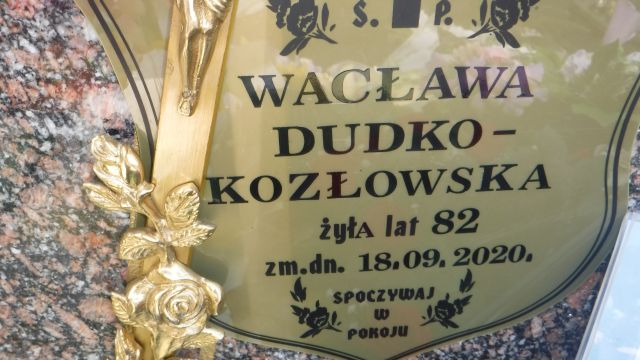 Ś. P.
WACŁAWA
DUDKO-
KOZŁOWSKA
żyłA lat 82
zm.dn. 18.09.2020.
SPOCZYWAJ
W
POKOJU